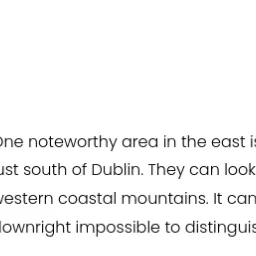 One noteworthy area in the east is
just south of Dublin. They can look
western coastal mountains. It can
downright impossible to distinguis